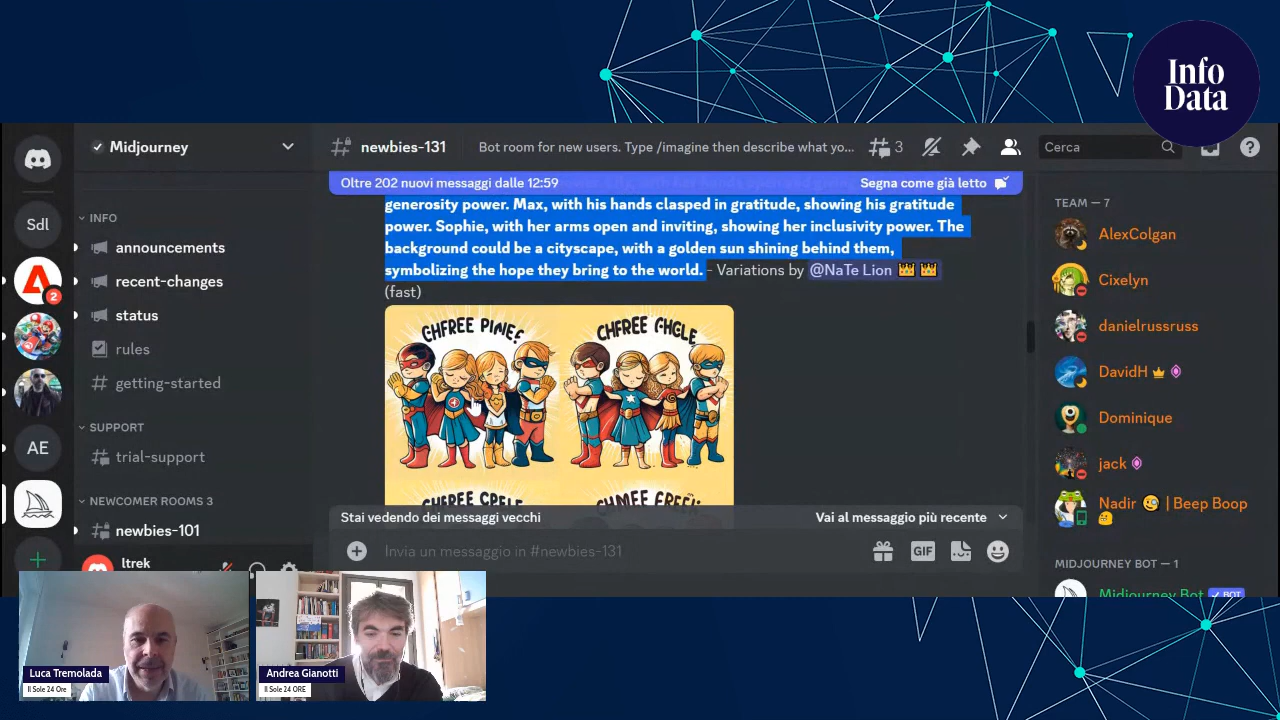 Info
Data
Midjourney
newbies-131
Bot room for new users. Type /imagine then describe what yo...
3
Cerca
Oltre 202 nuovi messaggi dalle 12:59
Segna come già letto
generosity power. Max, with his hands clasped in gratitude, showing his gratitude
power. Sophie, with her arms open and inviting, showing her inclusivity power. The
background could be a cityscape, with a golden sun shining behind them,
symbolizing the hope they bring to the world. - Variations by @NaTe Lion
(fast)
SdI
2
AE
INFO
announcements
recent-changes
status
rules
getting-started
SUPPORT
trial-support
NEWCOMER ROOMS 3
newbies-101
ltrek
CHFREE PINE?
CHFREE
Stai vedendo dei messaggi vecchi
Vai al messaggio più recente
Invia un messaggio in #newbies-131
GIF
TEAM — 7
AlexColgan
Cixelyn
danielrussruss
DavidH
Dominique
jack
Nadir | Beep Boop
MIDJOURNEY BOT — 1
Midjourney Bot
BOT
Luca Tremolada
Il Sole 24 Ore
Andrea Gianotti
Il Sole 24 ORE